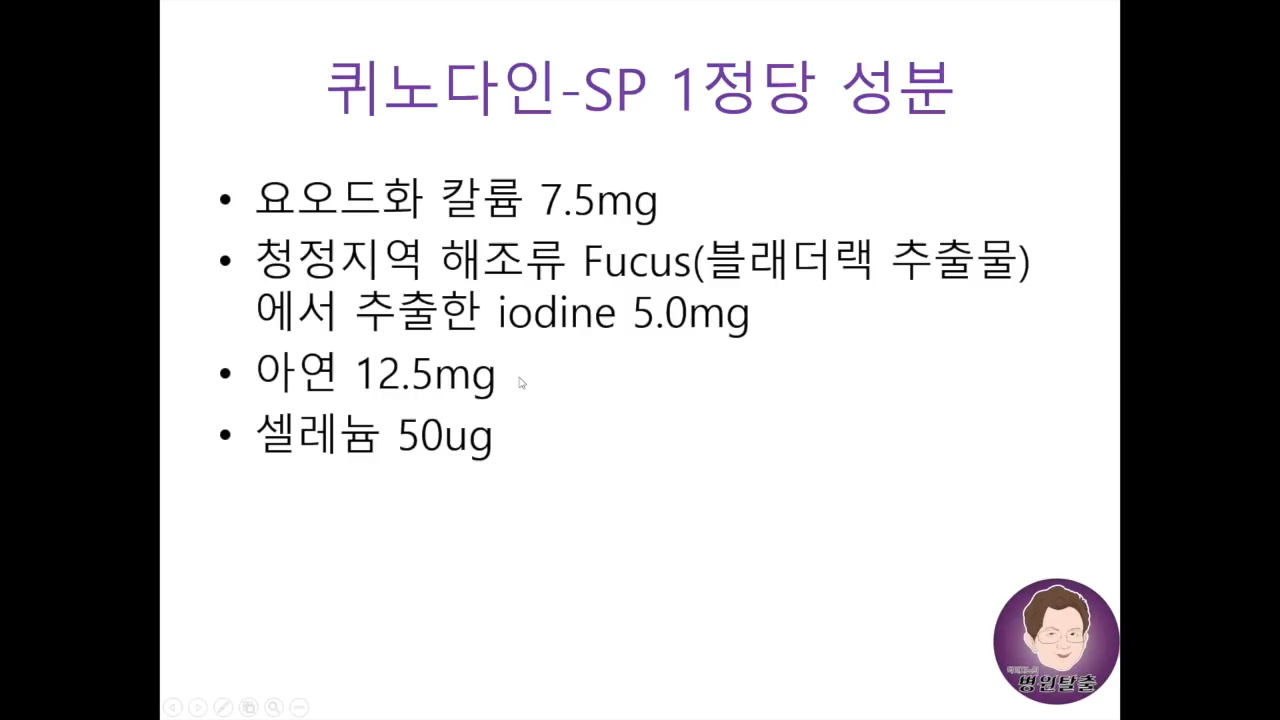 퀴노다인-SP 1정당 성분
• 요오드화 칼륨 7.5mg
• 청정지역 해조류 Fucus(블래더랙 추출물)
에서 추출한 iodine 5.0mg
• 아연 12.5mg
• 셀레늄 50ug
병원탈출